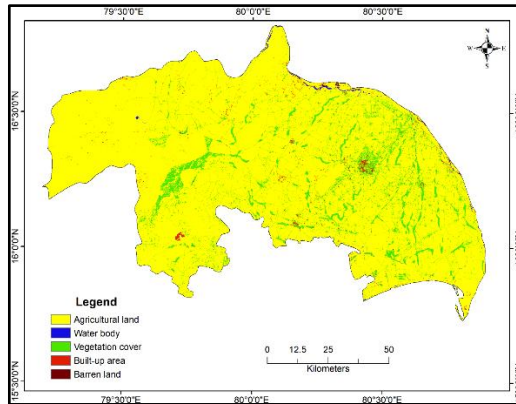 79°30'0"E 80°0'0"E 80°30'0"E
N
W E
S
16°30'0"N
16°0'0"N
15°30'0"N
Legend
Agricultural land
Water body
Vegetation cover
Built-up area
Barren land
0 12.5 25 50
Kilometers
79°30'0"E 80°0'0"E 80°30'0"E